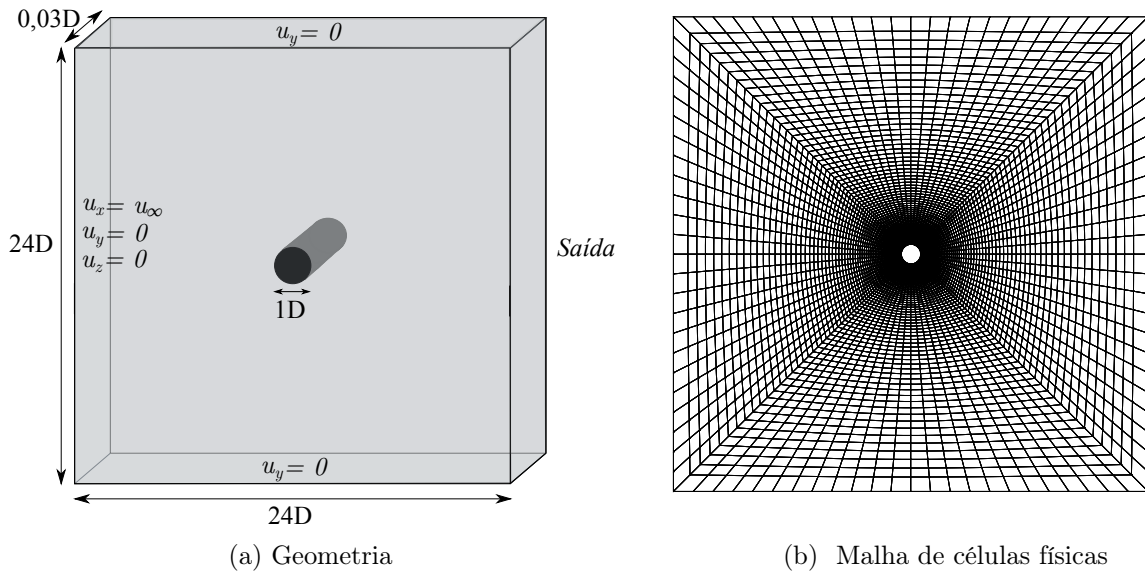 0,03D
u_y = 0
u_x = u_∞
u_y = 0
u_z = 0
24D
1D
Saída
u_y = 0
24D
(a) Geometria
(b) Malha de células físicas